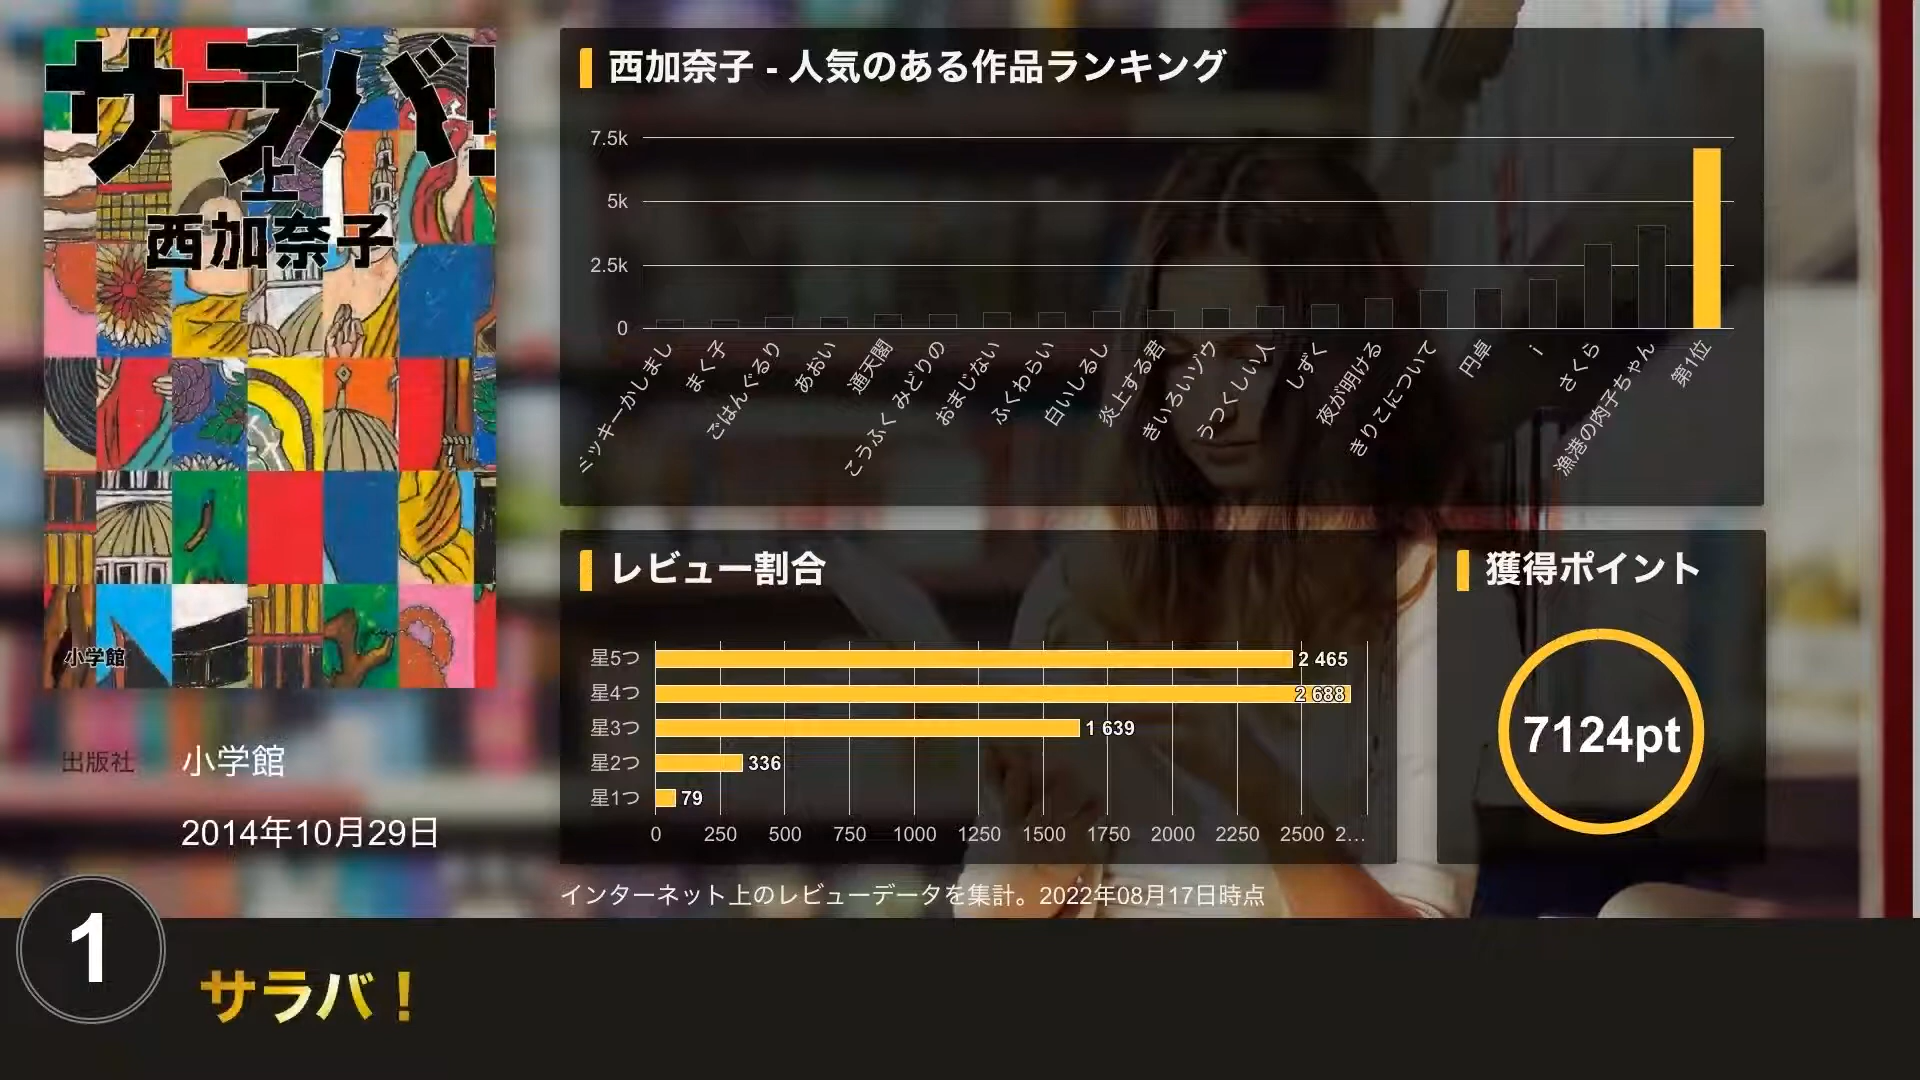 サラバ!
上
西加奈子
小学館
出版社 小学館
2014年10月29日
西加奈子 - 人気のある作品ランキング
7.5k
5k
2.5k
0
ミッキーかしまし
まく子
ごはんぐるり
あおい
通天閣
こうふく みどりの
おまじない
ふくわらい
白いしるし
炎上する君
きいろいゾウ
うつくしい人
しずく
夜が明ける
きりこについて
円卓
i
さくら
漁港の肉子ちゃん
第1位
レビュー割合
星5つ 2 465
星4つ 2 688
星3つ 1 639
星2つ 336
星1つ 79
0 250 500 750 1000 1250 1500 1750 2000 2250 2500 2...
獲得ポイント
7124pt
インターネット上のレビューデータを集計。2022年08月17日時点
1
サラバ！